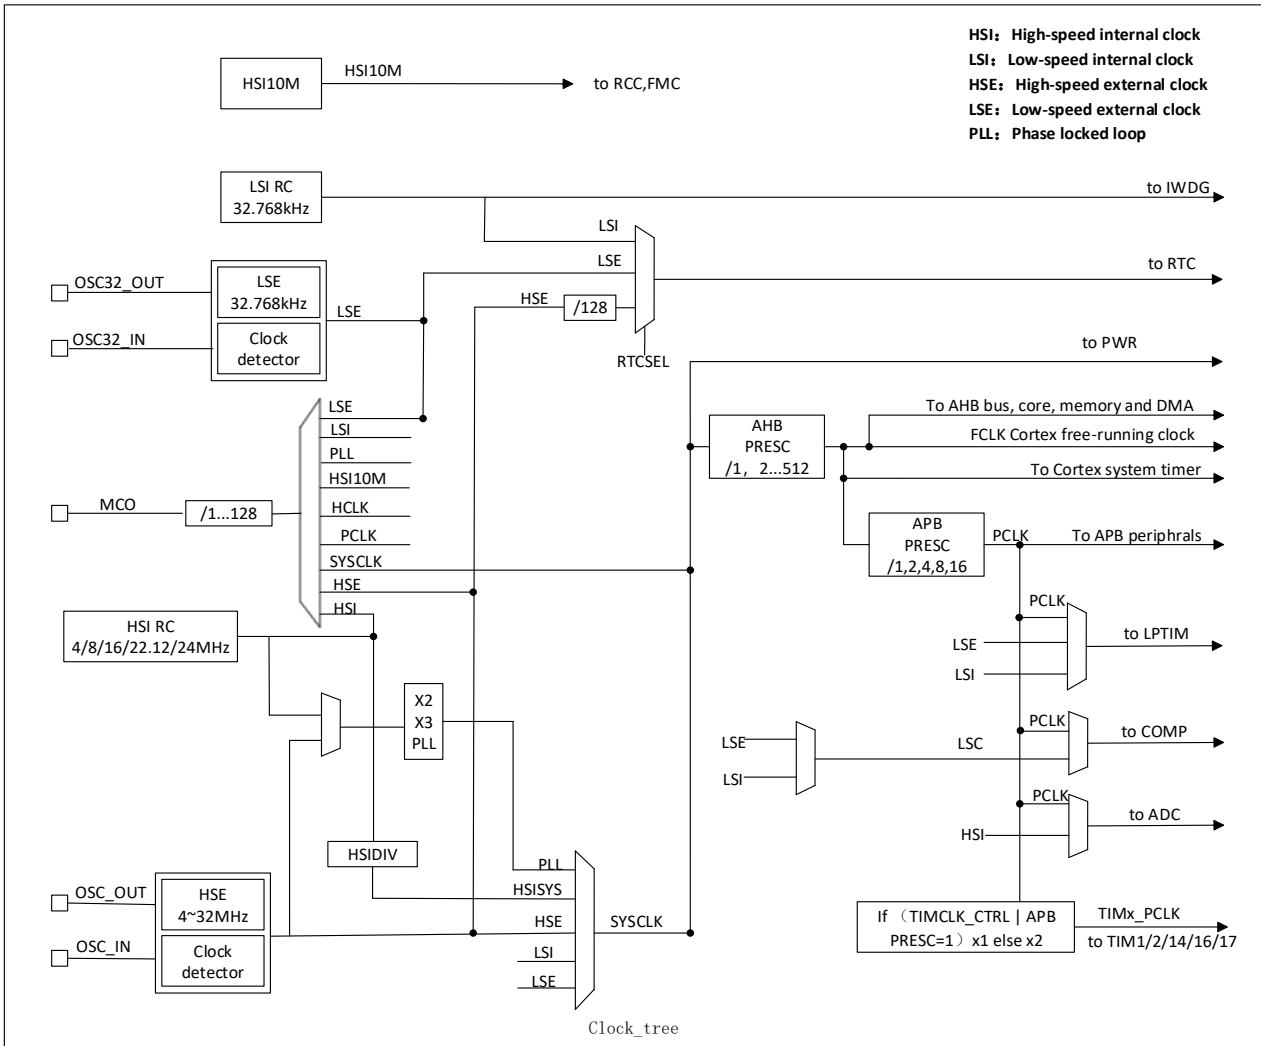 HSI：High-speed internal clock
LSI：Low-speed internal clock
HSE：High-speed external clock
LSE：Low-speed external clock
PLL：Phase locked loop
HSI10M
HSI10M
to RCC,FMC
LSI RC
32.768kHz
to IWDG
LSI
LSE
HSE
/128
to RTC
RTCSEL
OSC32_OUT
OSC32_IN
LSE
32.768kHz
Clock
detector
LSE
to PWR
LSE
LSI
PLL
HSI10M
HCLK
PCLK
SYSCLK
HSE
HSI
MCO
/1...128
AHB
PRESC
/1，2...512
To AHB bus, core, memory and DMA
FCLK Cortex free-running clock
To Cortex system timer
APB
PRESC
/1,2,4,8,16
PCLK
To APB periphrals
HSI RC
4/8/16/22.12/24MHz
PCLK
LSE
LSI
to LPTIM
X2
X3
PLL
LSE
LSI
LSC
PCLK
to COMP
PCLK
HSI
to ADC
HSIDIV
OSC_OUT
OSC_IN
HSE
4~32MHz
Clock
detector
PLL
HSISYS
HSE
LSI
LSE
SYSCLK
If （TIMCLK_CTRL | APB
PRESC=1）x1 else x2
TIMx_PCLK
to TIM1/2/14/16/17
Clock_tree